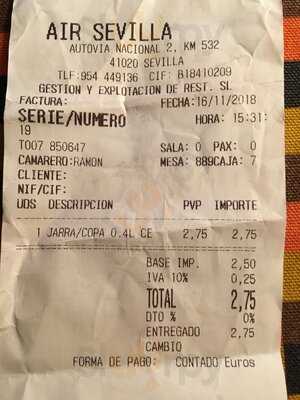 AIR SEVILLA
AUTOVIA NACIONAL 2, KM 532
41020 SEVILLA
TLF:954 449136 CIF: B18410209
GESTION Y EXPLOTACION DE REST. SL
FACTURA: FECHA:16/11/2018
SERIE/NUMERO HORA: 15:31:
19
T007 850647 SALA: 0 PAX: 0
CAMARERO:RAMON MESA: 889CAJA: 7
CLIENTE:
NIF/CIF:
UDS DESCRIPCION PVP IMPORTE
1 JARRA/COPA 0.4L CE 2,75 2,75
BASE IMP. 2,50
IVA 10% 0,25
TOTAL 2,75
DTO % 0%
ENTREGADO 2,75
CAMBIO
FORMA DE PAGO: CONTADO Euros